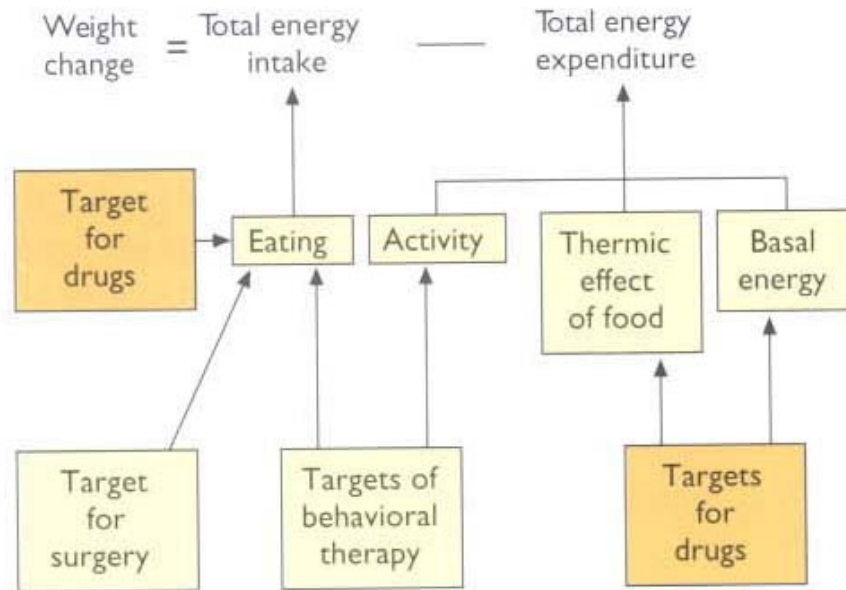 Weight
change
=
Total energy
intake
—
Total energy
expenditure
Target
for
drugs
Eating
Activity
Thermic
effect
of food
Basal
energy
Target
for
surgery
Targets of
behavioral
therapy
Targets
for
drugs